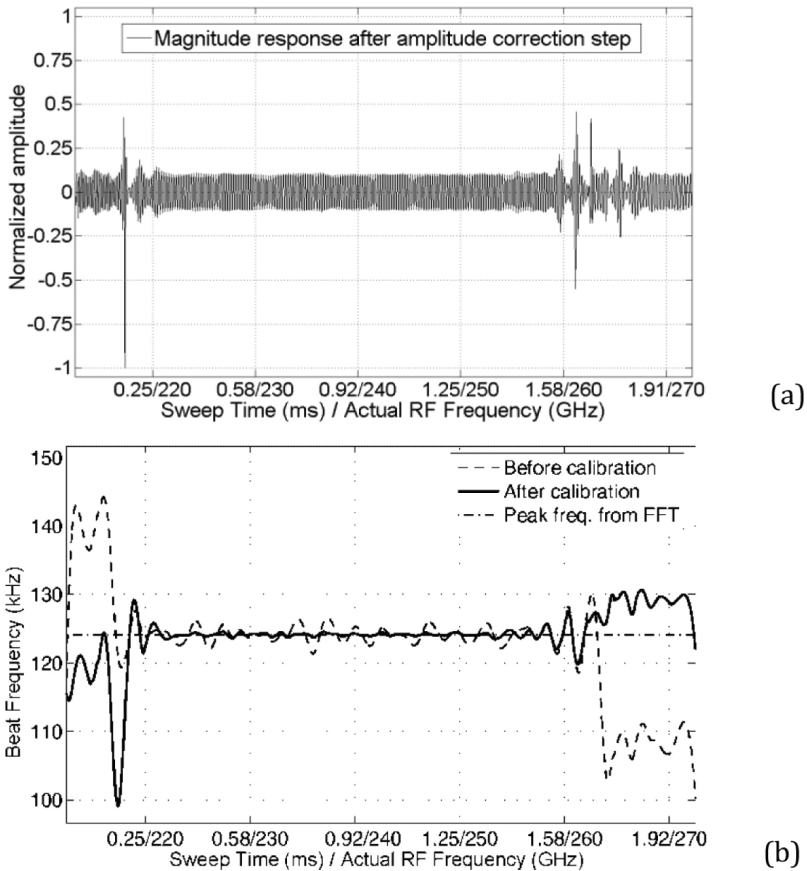 1
0.75
0.5
0.25
0
-0.25
-0.5
-0.75
-1
Normalized amplitude
Magnitude response after amplitude correction step
0.25/220 0.58/230 0.92/240 1.25/250 1.58/260 1.91/270
Sweep Time (ms) / Actual RF Frequency (GHz)
(a)
150
140
130
120
110
100
Beat Frequency (kHz)
Before calibration
After calibration
Peak freq. from FFT
0.25/220 0.58/230 0.92/240 1.25/250 1.58/260 1.92/270
Sweep Time (ms) / Actual RF Frequency (GHz)
(b)